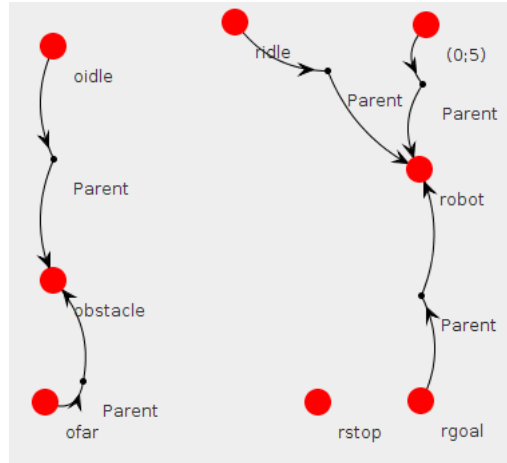 ridle
(0;5)
oidle
Parent
Parent
Parent
robot
obstacle
Parent
Parent
ofar
rstop
rgoal